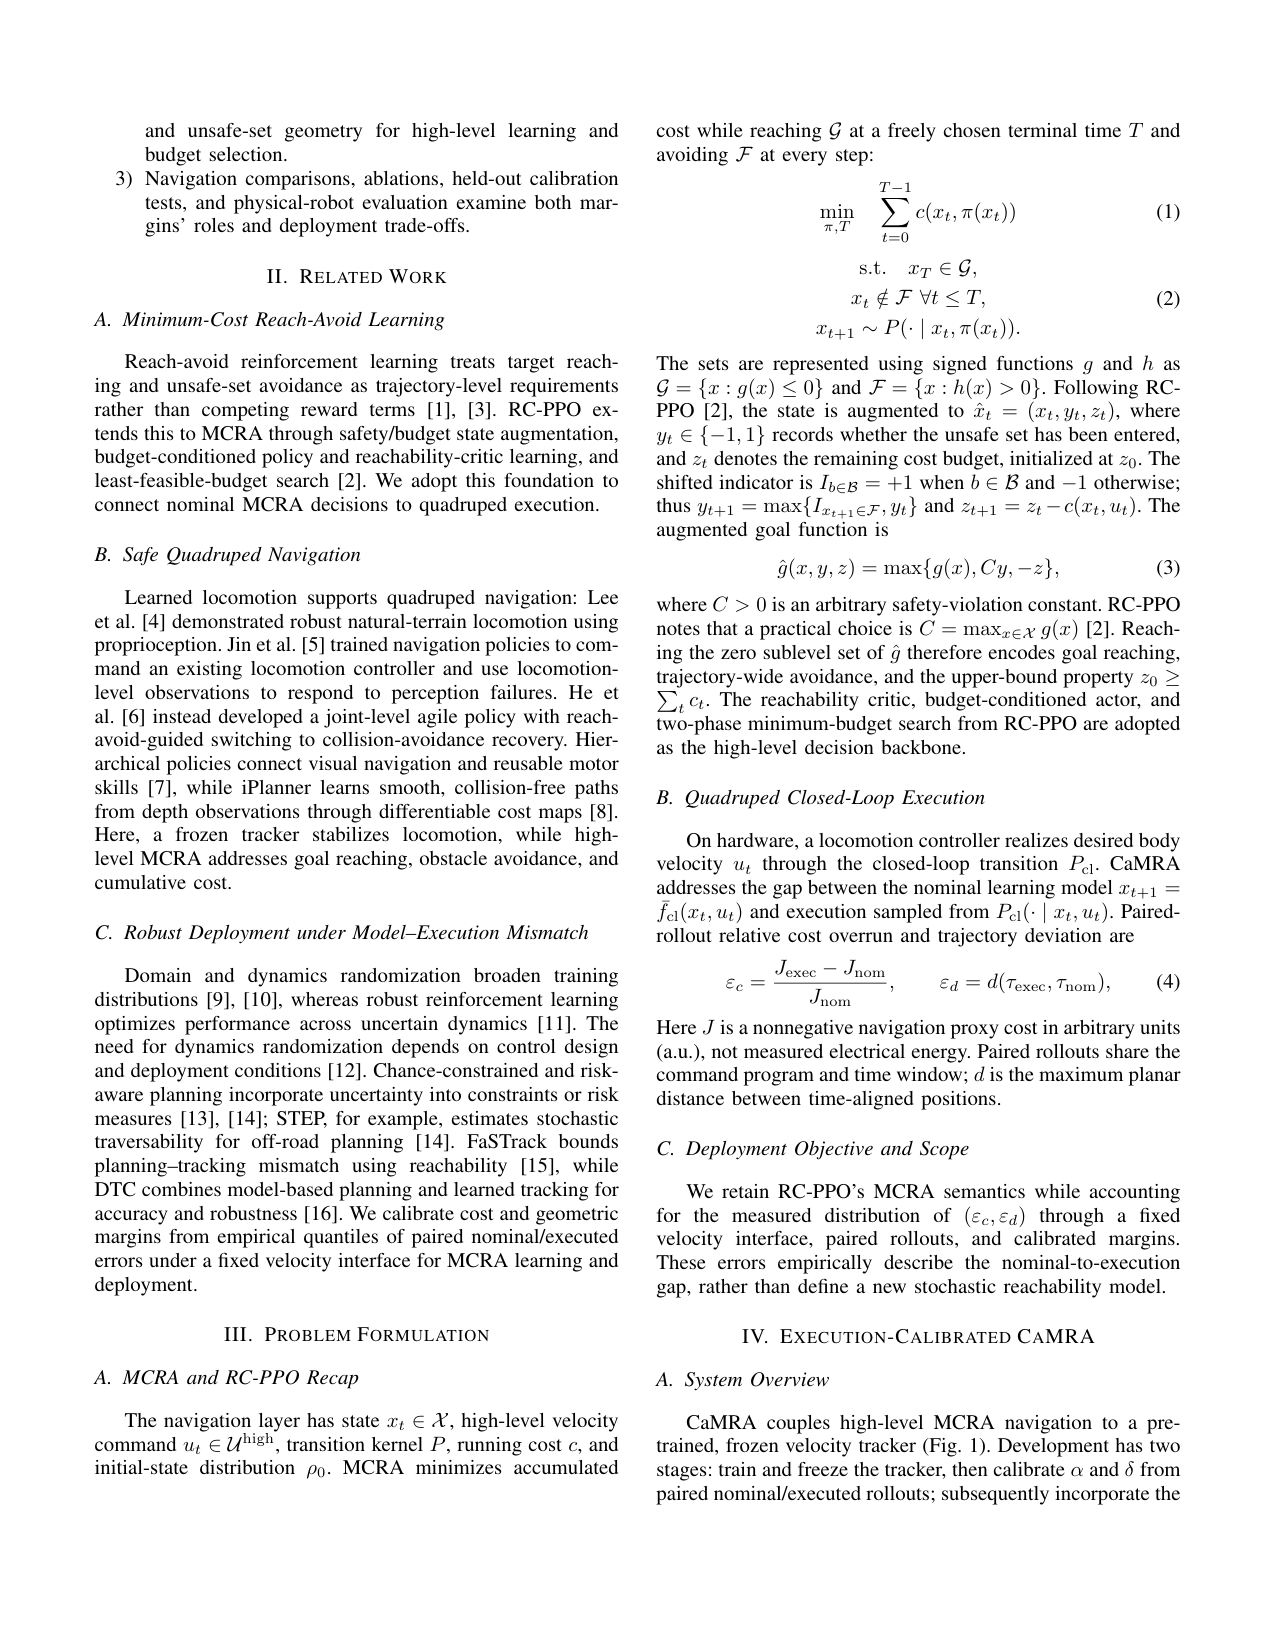 and unsafe-set geometry for high-level learning and
budget selection.
3) Navigation comparisons, ablations, held-out calibration
tests, and physical-robot evaluation examine both mar-
gins' roles and deployment trade-offs.
II. RELATED WORK
A. Minimum-Cost Reach-Avoid Learning
Reach-avoid reinforcement learning treats target reach-
ing and unsafe-set avoidance as trajectory-level requirements
rather than competing reward terms [1], [3]. RC-PPO ex-
tends this to MCRA through safety/budget state augmentation,
budget-conditioned policy and reachability-critic learning, and
least-feasible-budget search [2]. We adopt this foundation to
connect nominal MCRA decisions to quadruped execution.
B. Safe Quadruped Navigation
Learned locomotion supports quadruped navigation: Lee
et al. [4] demonstrated robust natural-terrain locomotion using
proprioception. Jin et al. [5] trained navigation policies to com-
mand an existing locomotion controller and use locomotion-
level observations to respond to perception failures. He et
al. [6] instead developed a joint-level agile policy with reach-
avoid-guided switching to collision-avoidance recovery. Hier-
archical policies connect visual navigation and reusable motor
skills [7], while iPlanner learns smooth, collision-free paths
from depth observations through differentiable cost maps [8].
Here, a frozen tracker stabilizes locomotion, while high-
level MCRA addresses goal reaching, obstacle avoidance, and
cumulative cost.
C. Robust Deployment under Model–Execution Mismatch
Domain and dynamics randomization broaden training
distributions [9], [10], whereas robust reinforcement learning
optimizes performance across uncertain dynamics [11]. The
need for dynamics randomization depends on control design
and deployment conditions [12]. Chance-constrained and risk-
aware planning incorporate uncertainty into constraints or risk
measures [13], [14]; STEP, for example, estimates stochastic
traversability for off-road planning [14]. FaSTrack bounds
planning–tracking mismatch using reachability [15], while
DTC combines model-based planning and learned tracking for
accuracy and robustness [16]. We calibrate cost and geometric
margins from empirical quantiles of paired nominal/executed
errors under a fixed velocity interface for MCRA learning and
deployment.
III. PROBLEM FORMULATION
A. MCRA and RC-PPO Recap
The navigation layer has state x_t ∈ 𝒳, high-level velocity
command u_t ∈ 𝒰^high, transition kernel P, running cost c, and
initial-state distribution ρ_0. MCRA minimizes accumulated
cost while reaching 𝒢 at a freely chosen terminal time T and
avoiding ℱ at every step:
min_{π,T} ∑_{t=0}^{T−1} c(x_t, π(x_t)) (1)
s.t. x_T ∈ 𝒢,
x_t ∉ ℱ ∀t ≤ T, (2)
x_{t+1} ∼ P(· | x_t, π(x_t)).
The sets are represented using signed functions g and h as
𝒢 = {x : g(x) ≤ 0} and ℱ = {x : h(x) > 0}. Following RC-
PPO [2], the state is augmented to x̂_t = (x_t, y_t, z_t), where
y_t ∈ {−1, 1} records whether the unsafe set has been entered,
and z_t denotes the remaining cost budget, initialized at z_0. The
shifted indicator is I_{b∈ℬ} = +1 when b ∈ ℬ and −1 otherwise;
thus y_{t+1} = max{I_{x_{t+1}∈ℱ}, y_t} and z_{t+1} = z_t − c(x_t, u_t). The
augmented goal function is
ĝ(x, y, z) = max{g(x), Cy, −z}, (3)
where C > 0 is an arbitrary safety-violation constant. RC-PPO
notes that a practical choice is C = max_{x∈𝒳} g(x) [2]. Reach-
ing the zero sublevel set of ĝ therefore encodes goal reaching,
trajectory-wide avoidance, and the upper-bound property z_0 ≥
∑_t c_t. The reachability critic, budget-conditioned actor, and
two-phase minimum-budget search from RC-PPO are adopted
as the high-level decision backbone.
B. Quadruped Closed-Loop Execution
On hardware, a locomotion controller realizes desired body
velocity u_t through the closed-loop transition P_cl. CaMRA
addresses the gap between the nominal learning model x_{t+1} =
f̄_cl(x_t, u_t) and execution sampled from P_cl(· | x_t, u_t). Paired-
rollout relative cost overrun and trajectory deviation are
ε_c = (J_exec − J_nom) / J_nom, ε_d = d(τ_exec, τ_nom), (4)
Here J is a nonnegative navigation proxy cost in arbitrary units
(a.u.), not measured electrical energy. Paired rollouts share the
command program and time window; d is the maximum planar
distance between time-aligned positions.
C. Deployment Objective and Scope
We retain RC-PPO's MCRA semantics while accounting
for the measured distribution of (ε_c, ε_d) through a fixed
velocity interface, paired rollouts, and calibrated margins.
These errors empirically describe the nominal-to-execution
gap, rather than define a new stochastic reachability model.
IV. EXECUTION-CALIBRATED CAMRA
A. System Overview
CaMRA couples high-level MCRA navigation to a pre-
trained, frozen velocity tracker (Fig. 1). Development has two
stages: train and freeze the tracker, then calibrate α and δ from
paired nominal/executed rollouts; subsequently incorporate the